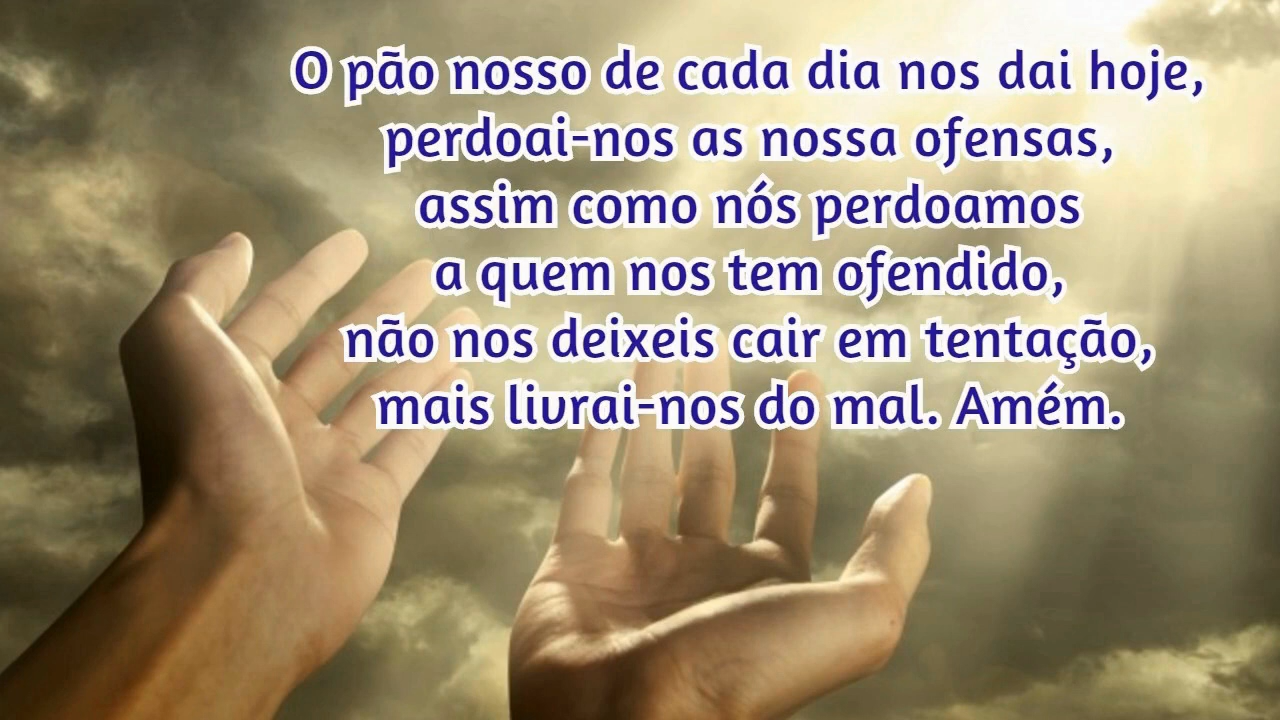 O pão nosso de cada dia nos dai hoje,
perdoai-nos as nossa ofensas,
assim como nós perdoamos
a quem nos tem ofendido,
não nos deixeis cair em tentação,
mais livrai-nos do mal. Amém.